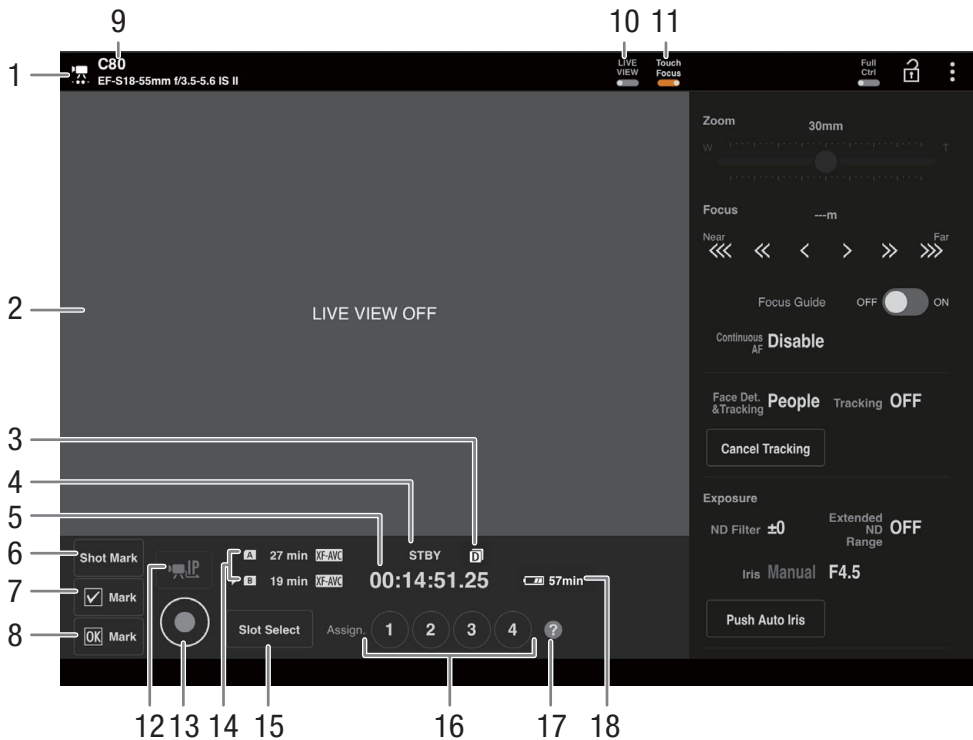 9
10
11
1
C80
EF-S18-55mm f/3.5-5.6 IS II
LIVE
VIEW
Touch
Focus
Full
Ctrl
Zoom
30mm
W
T
Focus
---m
Near
Far
2
LIVE VIEW OFF
Focus Guide
OFF
ON
Continuous
AF
Disable
Face Det.
&Tracking
People
Tracking
OFF
3
Cancel Tracking
4
5
Exposure
ND Filter
±0
Extended
ND
Range
OFF
6
Shot Mark
IP
A
27 min
XF-AVC
STBY
D
7
Mark
B
19 min
XF-AVC
00:14:51.25
57min
Iris
Manual
F4.5
8
OK
Mark
Slot Select
Assign.
1
2
3
4
?
Push Auto Iris
12
13
14
15
16
17
18